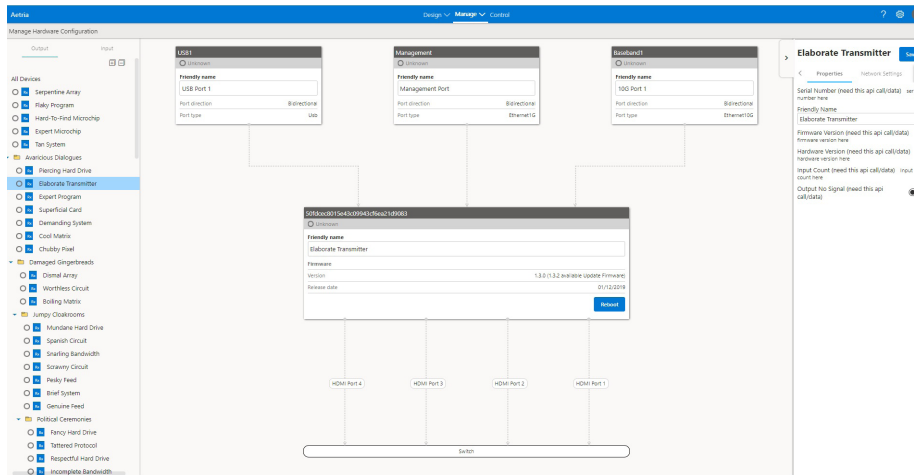 Aetria
Design Manage Control
?
Manage Hardware Configuration
Output Input
All Devices
Serpertine Array
Flaky Program
Hard-To-Find Microchip
Expert Microchip
Tan System
Avaricious Dialogues
Piercing Hard Drive
Elaborate Transmitter
Expert Program
Superficial Card
Demanding System
Cool Matrix
Chubby Pixel
Damaged Gingerbreads
Dismal Array
Worthless Circuit
Boiling Matrix
Jumpy Cloakrooms
Mundane Hard Drive
Spanish Circuit
Snarling Bandwidth
Scrawny Circuit
Pesky Feed
Brief System
Genuine Feed
Political Ceremonies
Fancy Hard Drive
Tattered Protocol
Respectful Hard Drive
Incomplete Bandwidth
USB1
Unknown
Friendly name
USB Port 1
Port direction Bidirectional
Port type Usb
Management
Unknown
Friendly name
Management Port
Port direction Bidirectional
Port type Ethernet1G
Baseband1
Unknown
Friendly name
10G Port 1
Port direction Bidirectional
Port type Ethernet10G
50fdcec8015e43c09943cf6ea21d9083
Unknown
Friendly name
Elaborate Transmitter
Firmware
Version 1.3.0 (1.3.2 available Update Firmware)
Release date 01/12/2019
Reboot
HDMI Port 4 HDMI Port 3 HDMI Port 2 HDMI Port 1
Switch
Elaborate Transmitter
Properties Network Settings
Serial Number (need this api call/data) ser
number here
Friendly Name
Elaborate Transmitter
Firmware Version (need this api call/data)
firmware version here
Hardware Version (need this api call/data)
hardware version here
Input Count (need this api call/data) input
count here
Output No Signal (need this api
call/data)